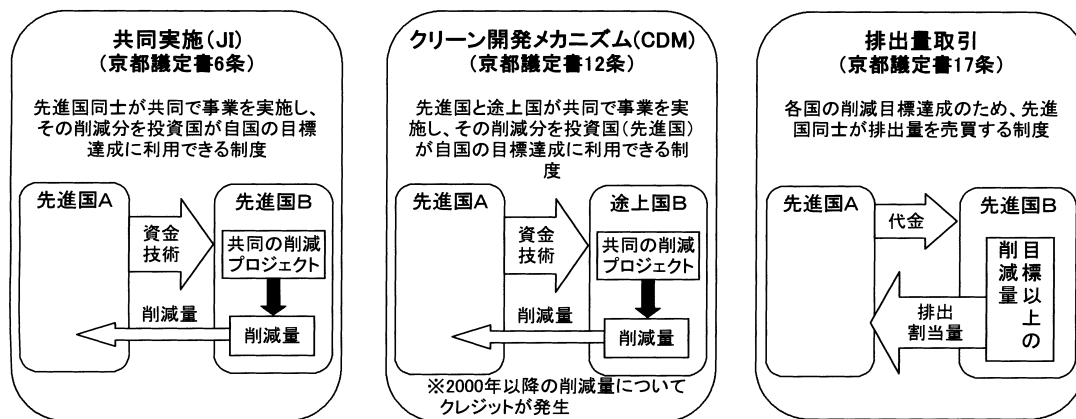 共同実施(JI)
(京都議定書6条)
先進国同士が共同で事業を実施し、
その削減分を投資国が自国の目標
達成に利用できる制度
先進国A
資金
技術
先進国B
共同の削減
プロジェクト
削減量
削減量
クリーン開発メカニズム(CDM)
(京都議定書12条)
先進国と途上国が共同で事業を実
施し、その削減分を投資国(先進国)
が自国の目標達成に利用できる制
度
先進国A
資金
技術
途上国B
共同の削減
プロジェクト
削減量
削減量
※2000年以降の削減量について
クレジットが発生
排出量取引
(京都議定書17条)
各国の削減目標達成のため、先進
国同士が排出量を売買する制度
先進国A
代金
先進国B
目標以上の
削減量
排出
割当量